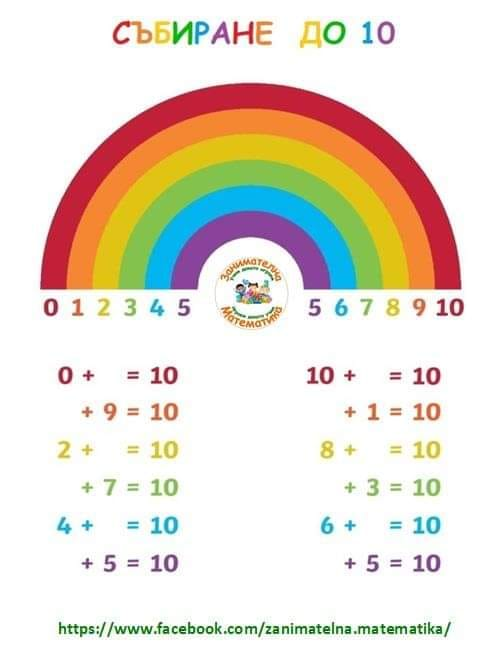 СЪБИРАНЕ ДО 10
Занимателна
Математика
0 1 2 3 4 5 5 6 7 8 9 10
0 + = 10 10 + = 10
+ 9 = 10 + 1 = 10
2 + = 10 8 + = 10
+ 7 = 10 + 3 = 10
4 + = 10 6 + = 10
+ 5 = 10 + 5 = 10
https://www.facebook.com/zanimatelna.matematika/